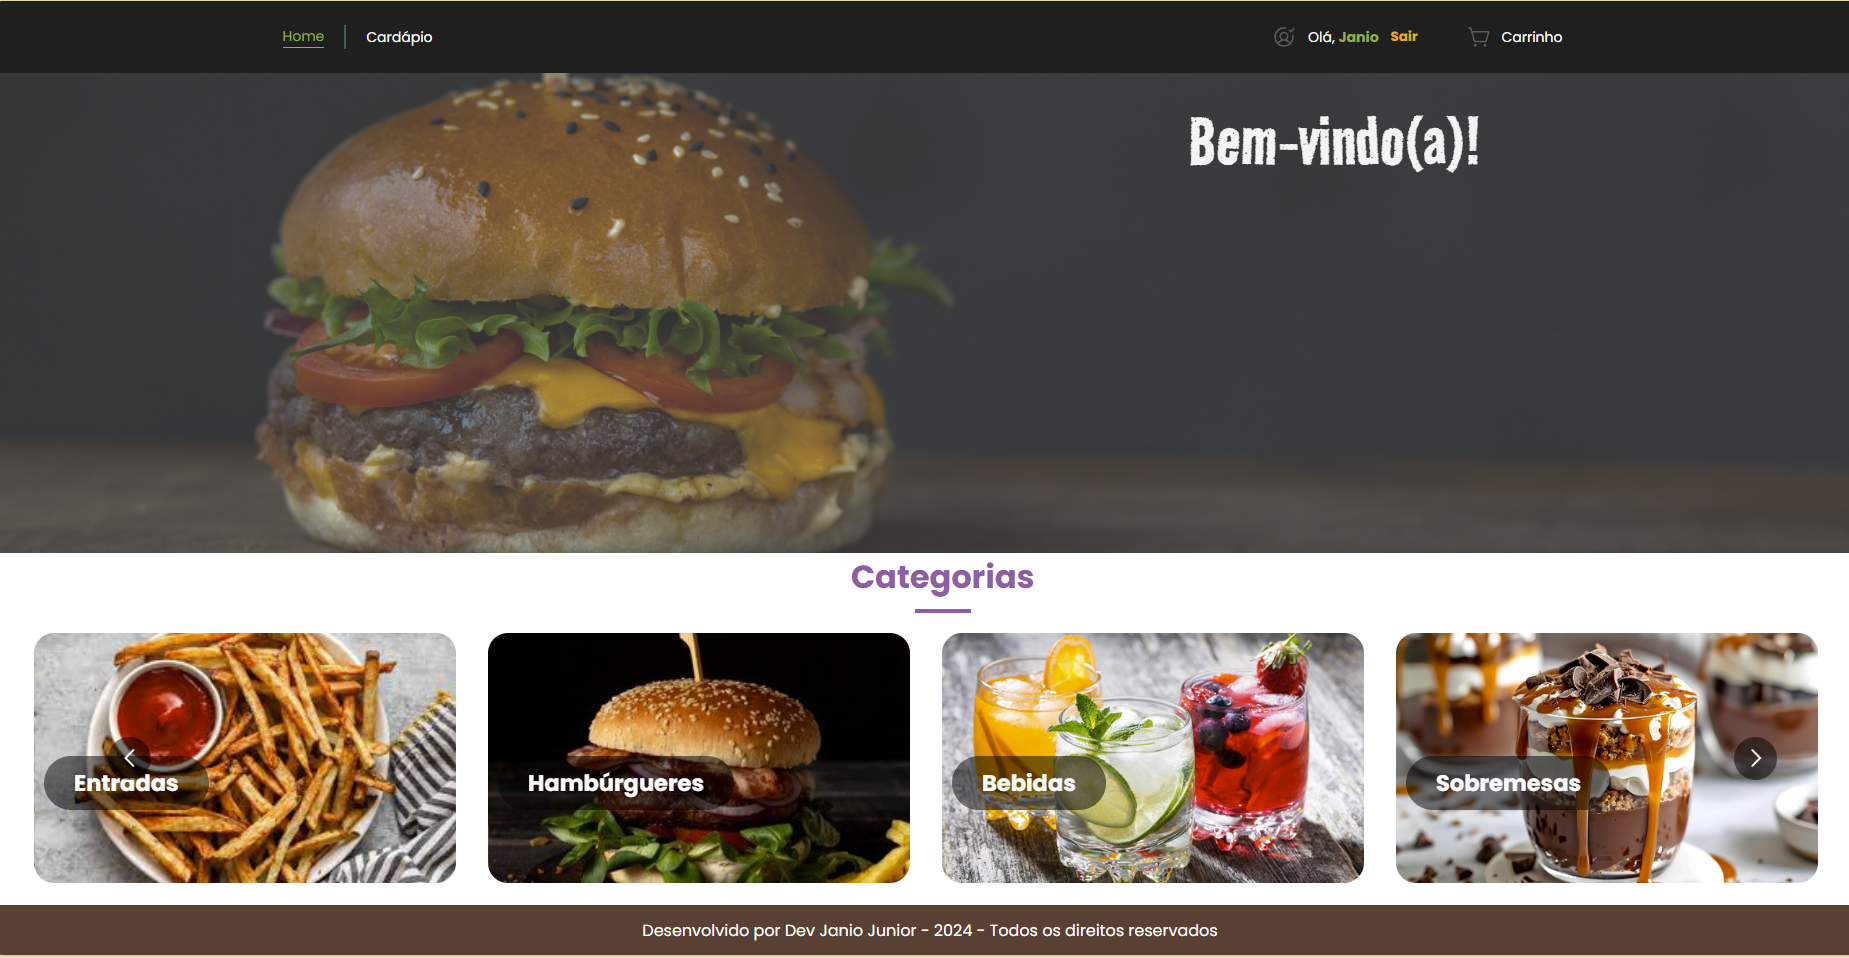 Home
Cardápio
Olá, Janio Sair
Carrinho
Bem-vindo(a)!
Categorias
Entradas
Hambúrgueres
Bebidas
Sobremesas
Desenvolvido por Dev Janio Junior - 2024 - Todos os direitos reservados